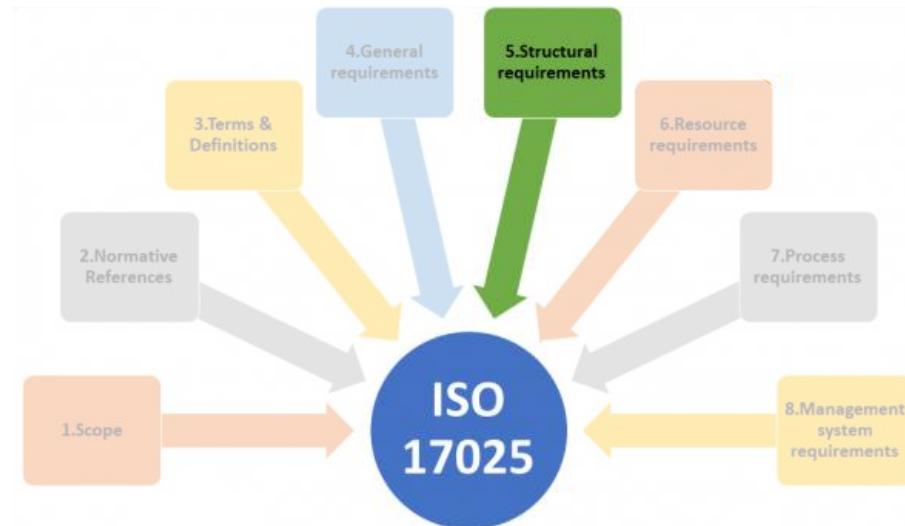 1.Scope
2.Normative
References
3.Terms &
Definitions
4.General
requirements
5.Structural
requirements
6.Resource
requirements
7.Process
requirements
8.Management
system
requirements
ISO
17025